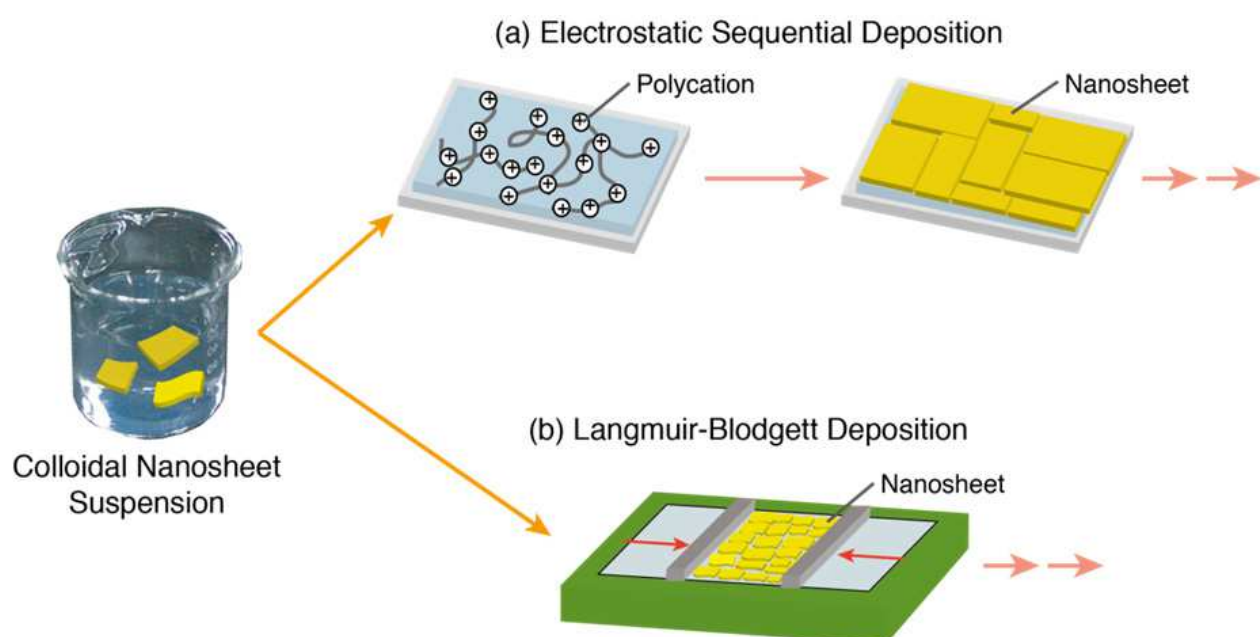 (a) Electrostatic Sequential Deposition
Polycation
Nanosheet
+ + + + + + + + + + + + + + + + + +
Colloidal Nanosheet
Suspension
(b) Langmuir-Blodgett Deposition
Nanosheet